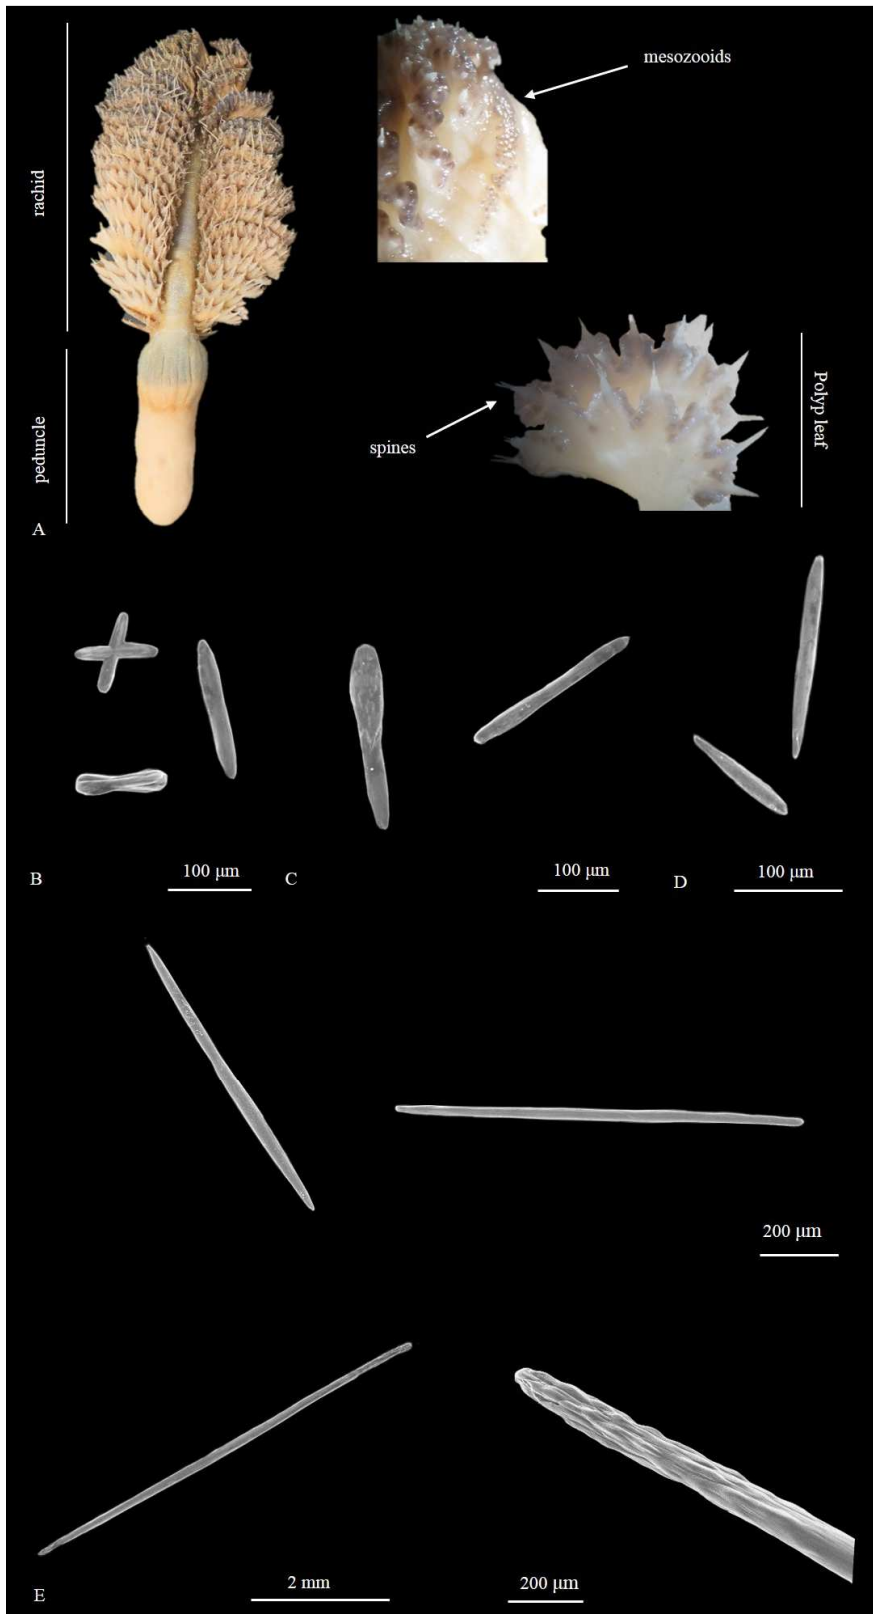 rachid
mesozooids
peduncle
spines
Polyp leaf
A
100 μm
100 μm
100 μm
B
C
D
200 μm
2 mm
200 μm
E